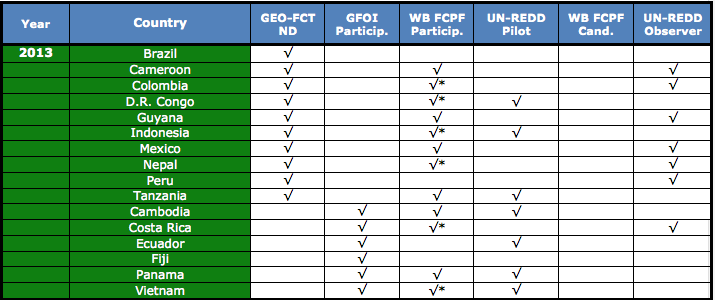 Year Country GEO-FCT ND GFOI Particip. WB FCPF Particip. UN-REDD Pilot WB FCPF Cand. UN-REDD Observer
2013 Brazil √
Cameroon √ √ √
Colombia √ √* √
D.R. Congo √ √* √
Guyana √ √ √
Indonesia √ √* √
Mexico √ √ √
Nepal √ √* √
Peru √ √
Tanzania √ √ √
Cambodia √ √ √
Costa Rica √ √* √
Ecuador √ √
Fiji √
Panama √ √ √
Vietnam √ √* √